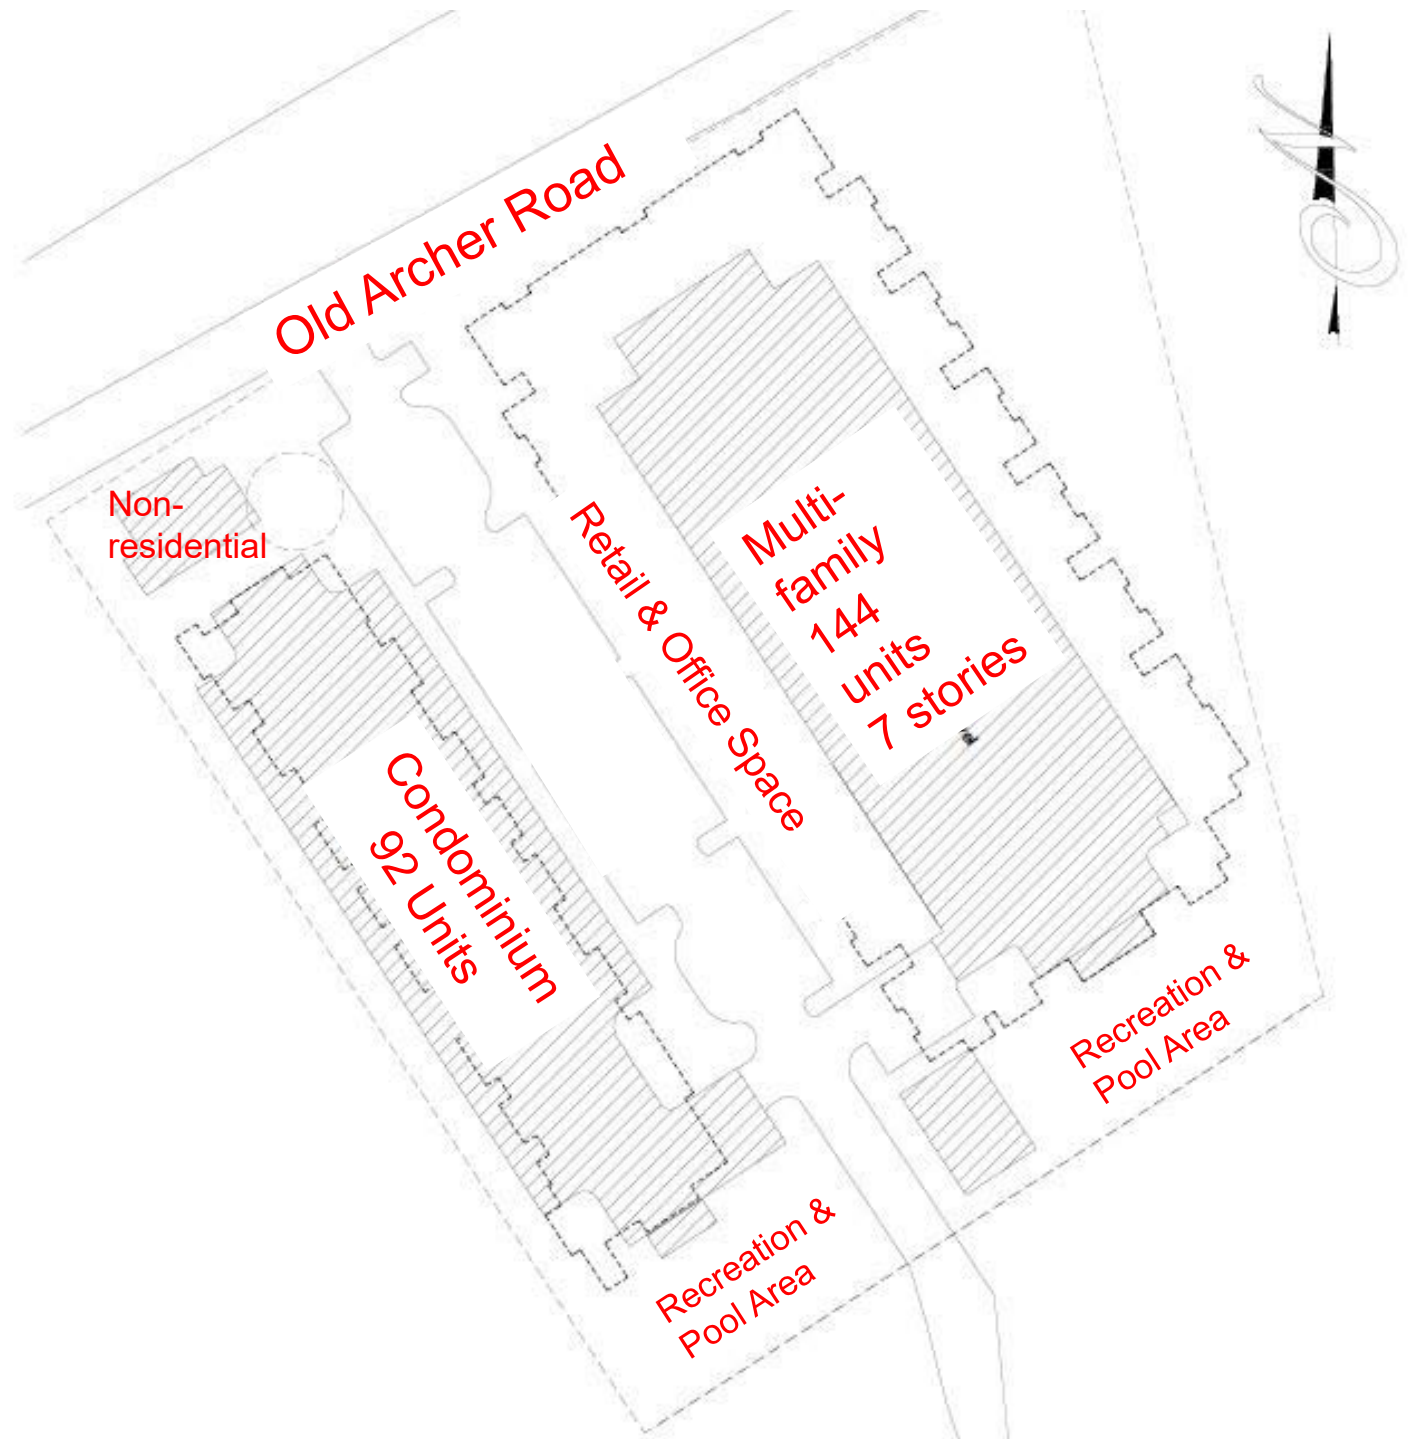 Old Archer Road
Non-
residential
Retail & Office Space
Multi-
family
144
units
7 stories
Condominium
92 Units
Recreation &
Pool Area
Recreation &
Pool Area